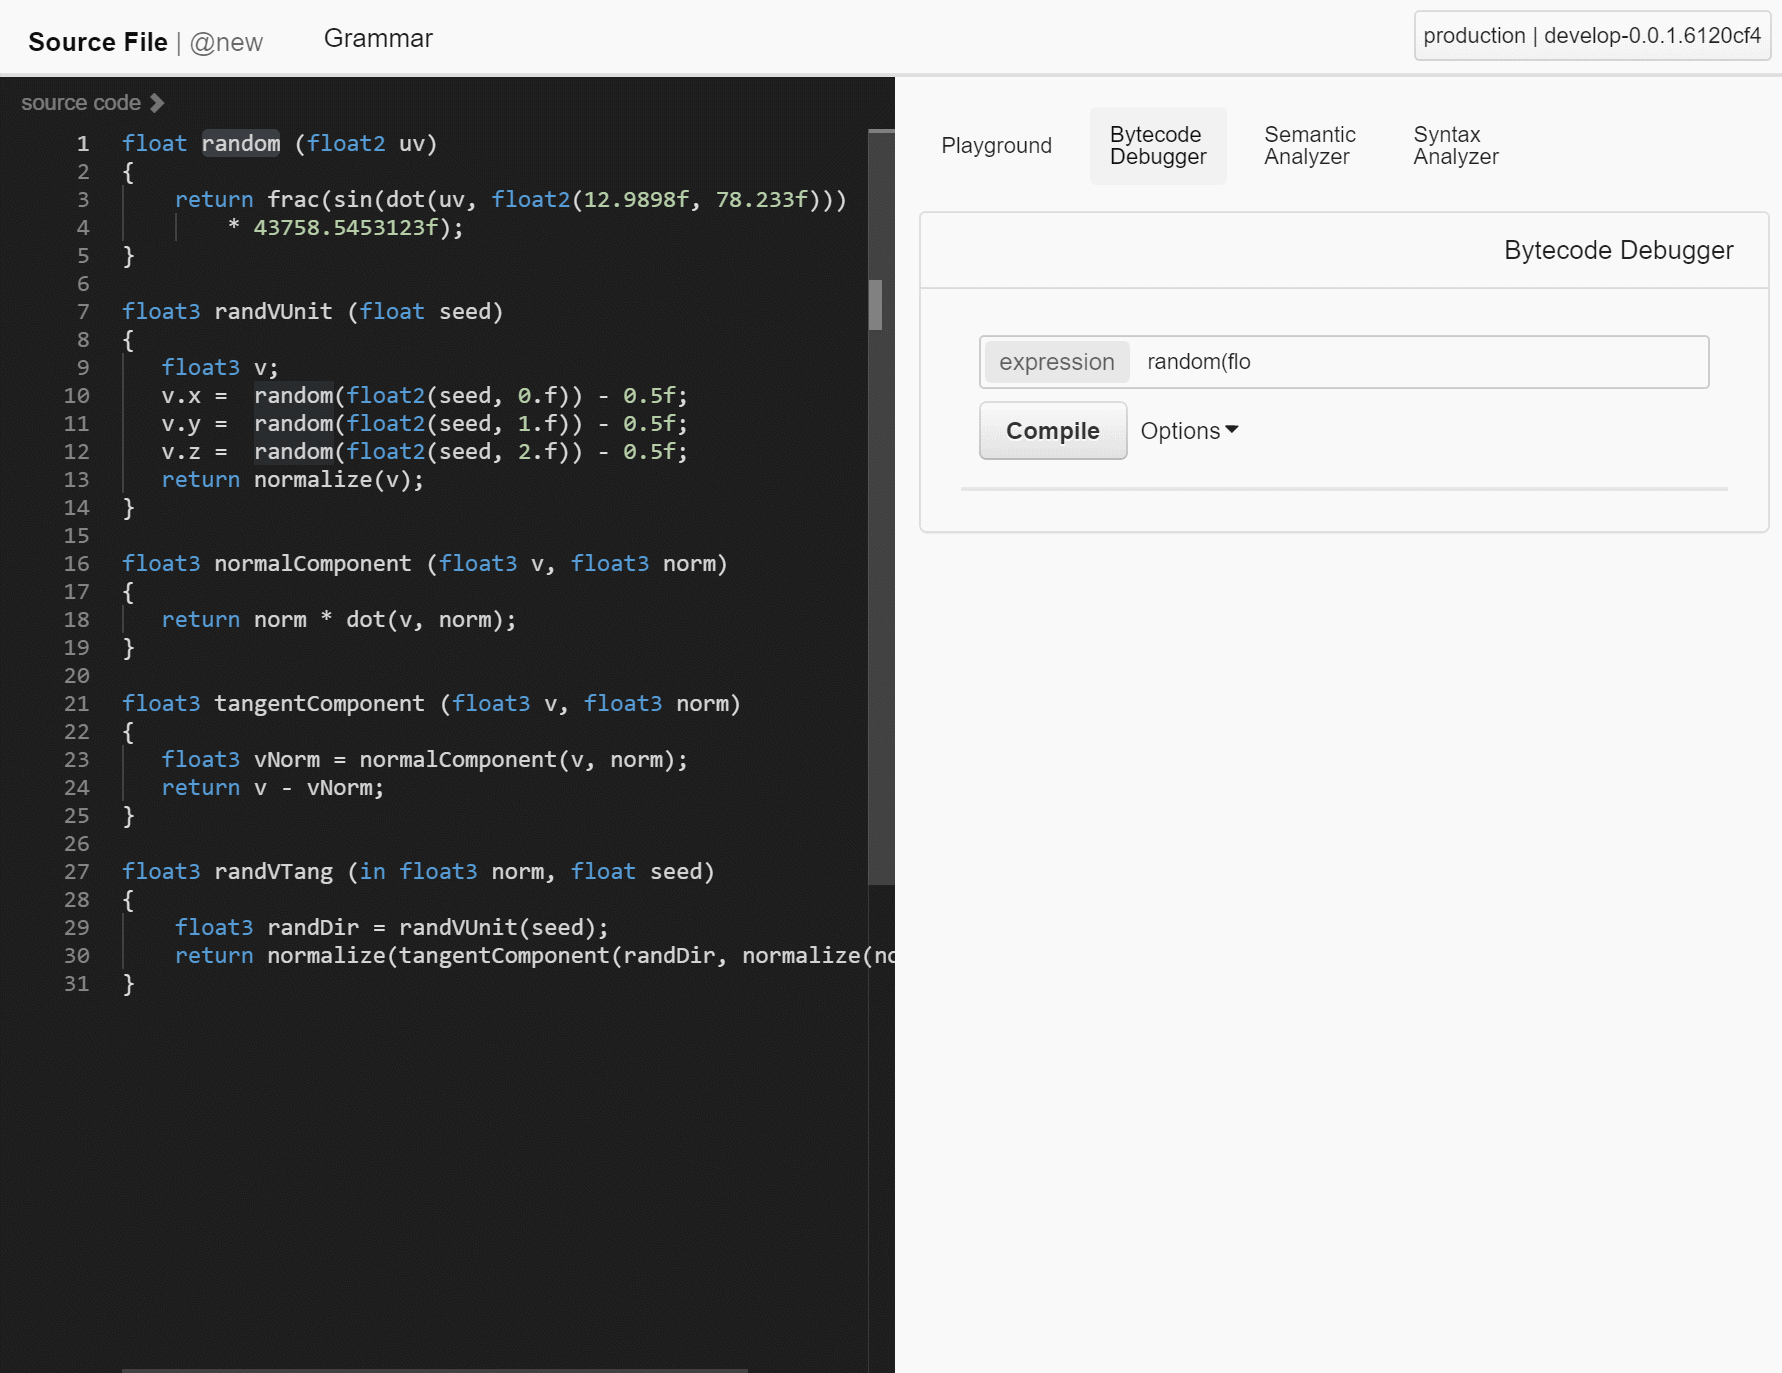 Source File | @new
Grammar
production | develop-0.0.1.6120cf4
source code
1 float random (float2 uv)
2 {
3     return frac(sin(dot(uv, float2(12.9898f, 78.233f)))
4         * 43758.5453123f);
5 }
6
7 float3 randVUnit (float seed)
8 {
9    float3 v;
10    v.x =  random(float2(seed, 0.f)) - 0.5f;
11    v.y =  random(float2(seed, 1.f)) - 0.5f;
12    v.z =  random(float2(seed, 2.f)) - 0.5f;
13    return normalize(v);
14 }
15
16 float3 normalComponent (float3 v, float3 norm)
17 {
18    return norm * dot(v, norm);
19 }
20
21 float3 tangentComponent (float3 v, float3 norm)
22 {
23    float3 vNorm = normalComponent(v, norm);
24    return v - vNorm;
25 }
26
27 float3 randVTang (in float3 norm, float seed)
28 {
29     float3 randDir = randVUnit(seed);
30     return normalize(tangentComponent(randDir, normalize(no
31 }
Playground
Bytecode
Debugger
Semantic
Analyzer
Syntax
Analyzer
Bytecode Debugger
expression random(flo
Compile Options